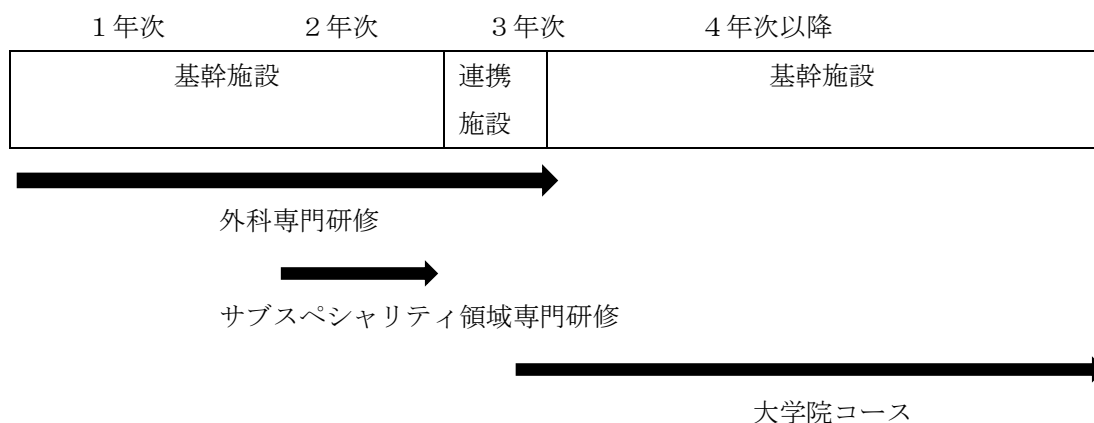 １年次 ２年次 ３年次 ４年次以降
基幹施設 連携 基幹施設
施設
外科専門研修
サブスペシャリティ領域専門研修
大学院コース